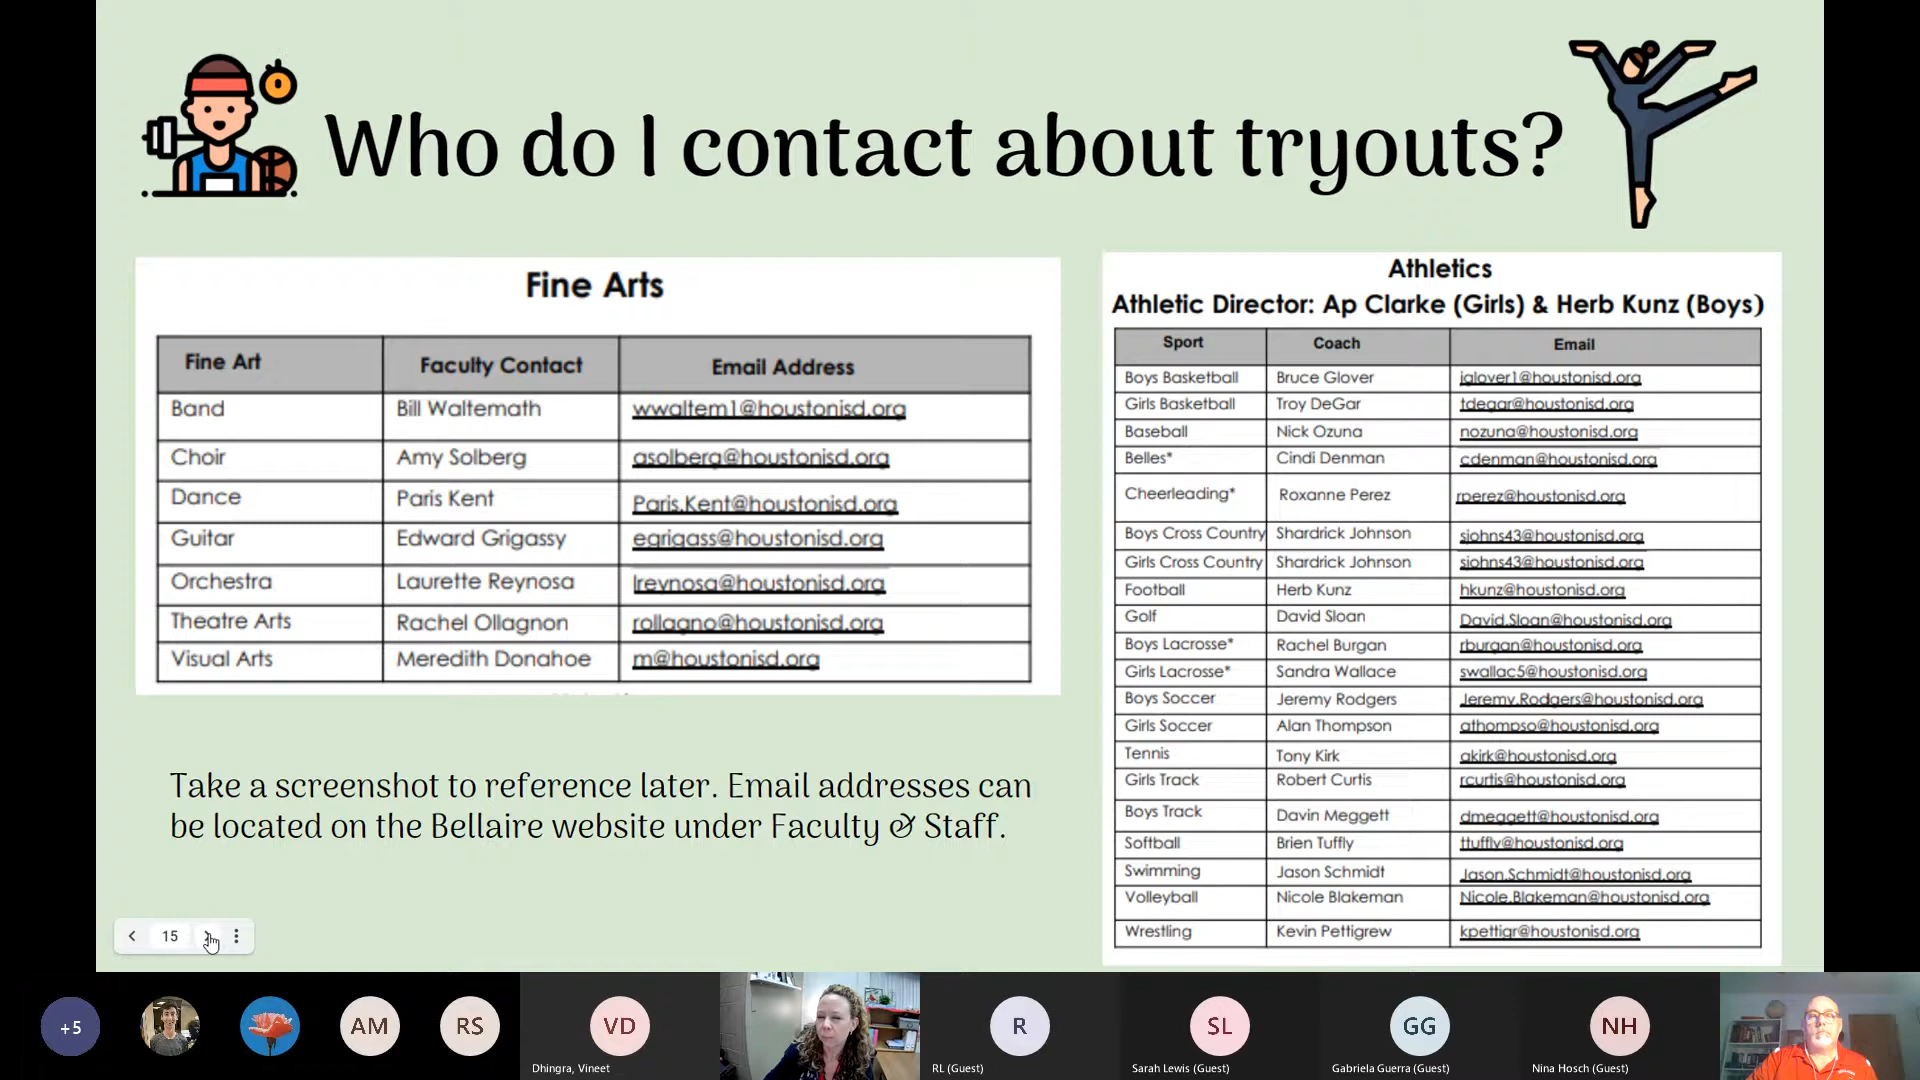 Who do I contact about tryouts?
Fine Arts
Fine Art Faculty Contact Email Address
Band Bill Waltemath wwaltem1@houstonisd.org
Choir Amy Solberg asolberg@houstonisd.org
Dance Paris Kent Paris.Kent@houstonisd.org
Guitar Edward Grigassy egrigass@houstonisd.org
Orchestra Laurette Reynosa lreynosa@houstonisd.org
Theatre Arts Rachel Ollagnon rollagno@houstonisd.org
Visual Arts Meredith Donahoe m@houstonisd.org
Take a screenshot to reference later. Email addresses can
be located on the Bellaire website under Faculty & Staff.
Athletics
Athletic Director: Ap Clarke (Girls) & Herb Kunz (Boys)
Sport Coach Email
Boys Basketball Bruce Glover jglover1@houstonisd.org
Girls Basketball Troy DeGar tdegar@houstonisd.org
Baseball Nick Ozuna nozuna@houstonisd.org
Belles* Cindi Denman cdenman@houstonisd.org
Cheerleading* Roxanne Perez rperez@houstonisd.org
Boys Cross Country Shardrick Johnson sjohns43@houstonisd.org
Girls Cross Country Shardrick Johnson sjohns43@houstonisd.org
Football Herb Kunz hkunz@houstonisd.org
Golf David Sloan David.Sloan@houstonisd.org
Boys Lacrosse* Rachel Burgan rburgan@houstonisd.org
Girls Lacrosse* Sandra Wallace swallac5@houstonisd.org
Boys Soccer Jeremy Rodgers Jeremy.Rodgers@houstonisd.org
Girls Soccer Alan Thompson athompso@houstonisd.org
Tennis Tony Kirk akirk@houstonisd.org
Girls Track Robert Curtis rcurtis@houstonisd.org
Boys Track Davin Meggett dmeggett@houstonisd.org
Softball Brien Tuffly ttuffly@houstonisd.org
Swimming Jason Schmidt Jason.Schmidt@houstonisd.org
Volleyball Nicole Blakeman Nicole.Blakeman@houstonisd.org
Wrestling Kevin Pettigrew kpettigr@houstonisd.org
15
+5 AM RS VD R SL GG NH
Dhingra, Vineet RL (Guest) Sarah Lewis (Guest) Gabriela Guerra (Guest) Nina Hosch (Guest)